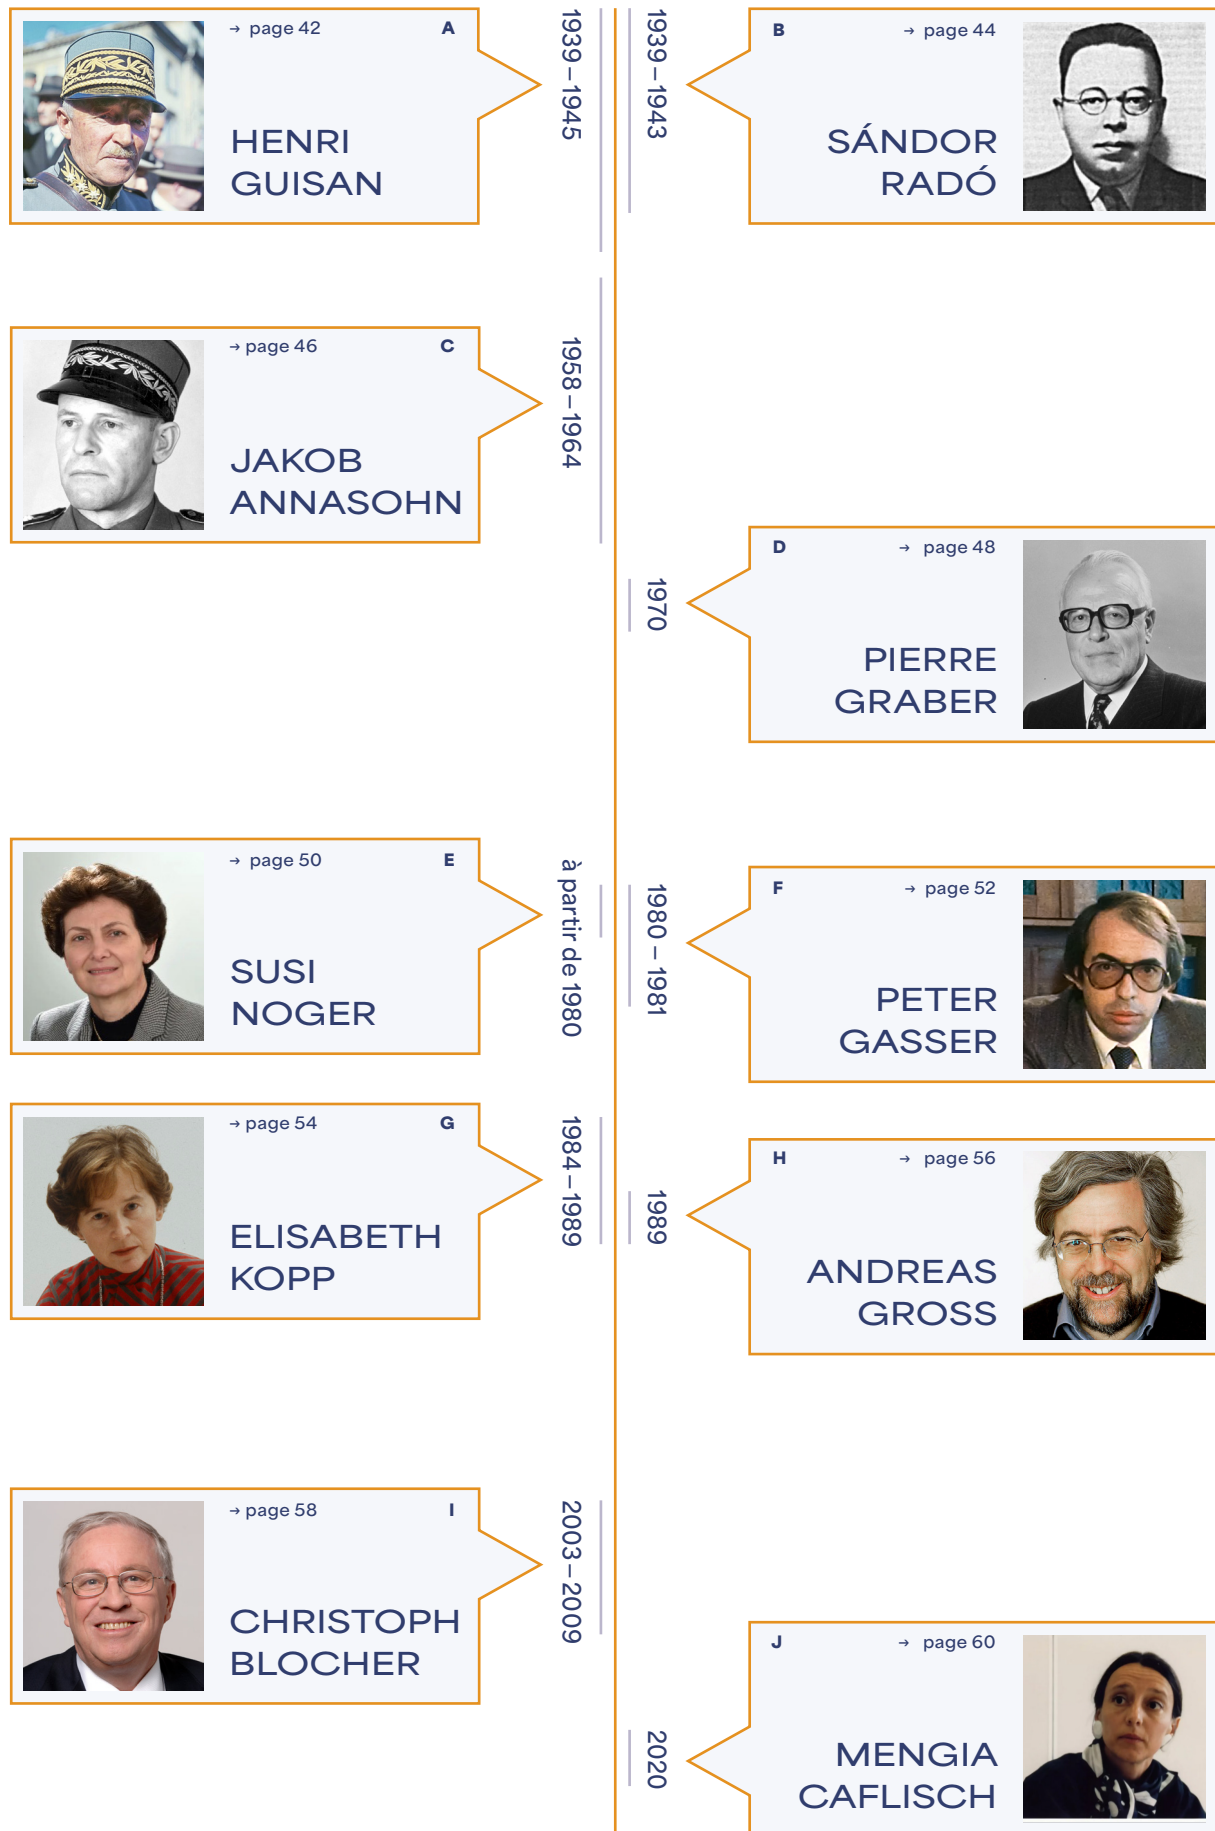 → page 42 A
HENRI
GUISAN
1939–1945
1939–1943
B → page 44
SÁNDOR
RADÓ
→ page 46 C
JAKOB
ANNASOHN
1958–1964
1970
D → page 48
PIERRE
GRABER
→ page 50 E
SUSI
NOGER
à partir de 1980
1980 – 1981
F → page 52
PETER
GASSER
→ page 54 G
ELISABETH
KOPP
1984–1989
1989
H → page 56
ANDREAS
GROSS
→ page 58 I
CHRISTOPH
BLOCHER
2003–2009
2020
J → page 60
MENGIA
CAFLISCH